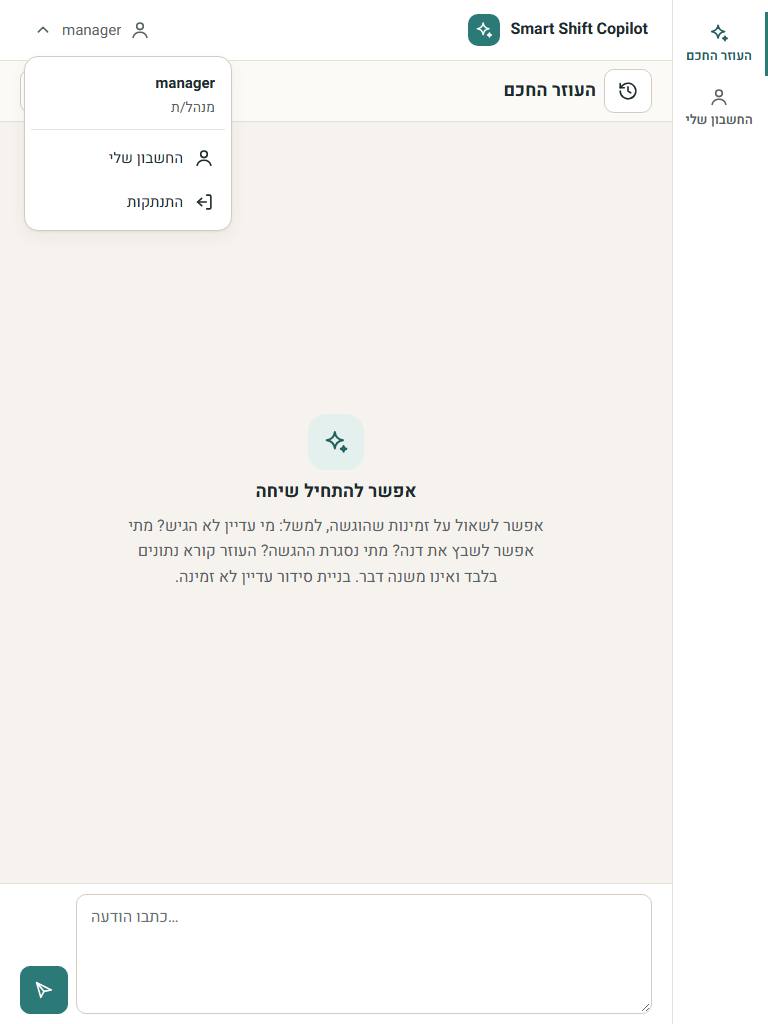 Smart Shift Copilot
manager
העוזר החכם
החשבון שלי
העוזר החכם
manager
מנהל/ת
החשבון שלי
התנתקות
אפשר להתחיל שיחה
אפשר לשאול על זמינות שהוגשה, למשל: מי עדיין לא הגיש? מתי
אפשר לשבץ את דנה? מתי נסגרת ההגשה? העוזר קורא נתונים
בלבד ואינו משנה דבר. בניית סידור עדיין לא זמינה.
כתבו הודעה...